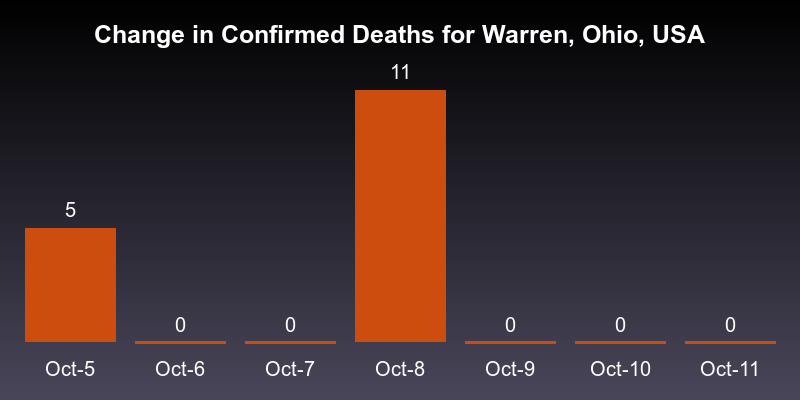 Change in Confirmed Deaths for Warren, Ohio, USA
11
5
0 0 0 0 0
Oct-5 Oct-6 Oct-7 Oct-8 Oct-9 Oct-10 Oct-11